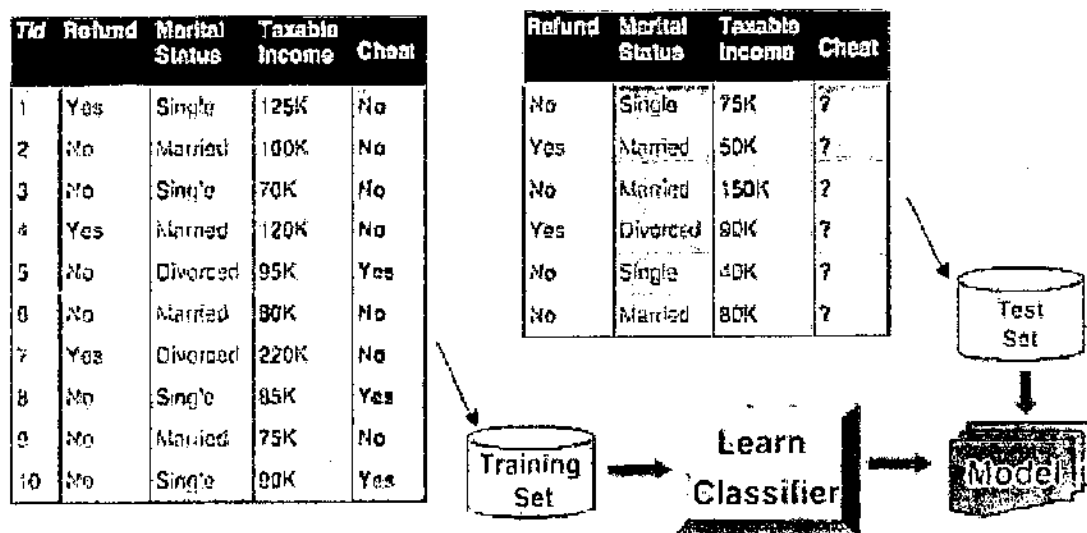 Tid Refund Marital Status Taxable Income Cheat
1 Yes Single 125K No
2 No Married 100K No
3 No Single 70K No
4 Yes Married 120K No
5 No Divorced 95K Yes
6 No Married 60K No
7 Yes Divorced 220K No
8 No Single 85K Yes
9 No Married 75K No
10 No Single 90K Yes
Refund Marital Status Taxable Income Cheat
No Single 75K ?
Yes Married 50K ?
No Married 150K ?
Yes Divorced 90K ?
No Single 40K ?
No Married 80K ?
Training
Set
Learn
Classifier
Test
Set
Model